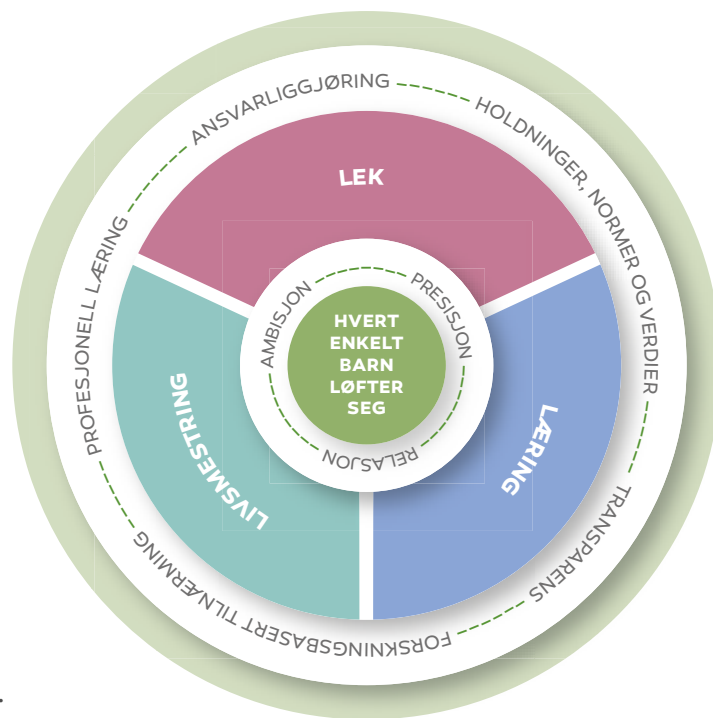 ANSVARLIGGJØRING
HOLDNINGER, NORMER OG VERDIER
TRANSPARENS
FORSKNINGSBASERT TILNÆRMING
PROFESJONELL LÆRING
LEK
LÆRING
LIVSMESTRING
AMBISJON
PRESISJON
RELASJON
HVERT
ENKELT
BARN
LØFTER
SEG